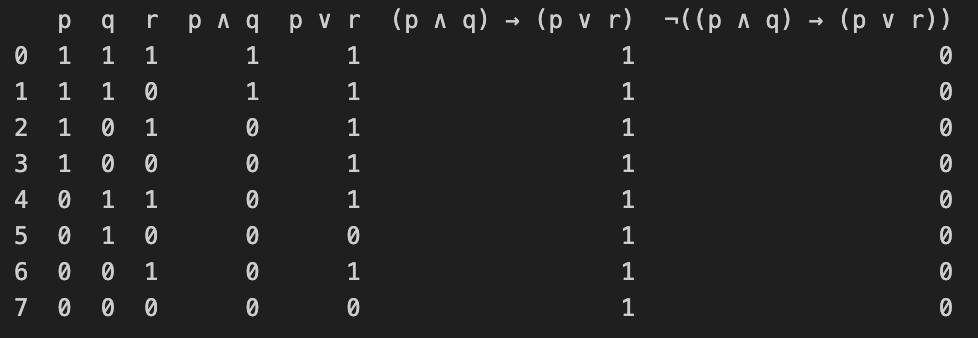 p q r p ∧ q p ∨ r (p ∧ q) → (p ∨ r) ¬((p ∧ q) → (p ∨ r))
0 1 1 1 1 1 1 0
1 1 1 0 1 1 1 0
2 1 0 1 0 1 1 0
3 1 0 0 0 1 1 0
4 0 1 1 0 1 1 0
5 0 1 0 0 0 1 0
6 0 0 1 0 1 1 0
7 0 0 0 0 0 1 0